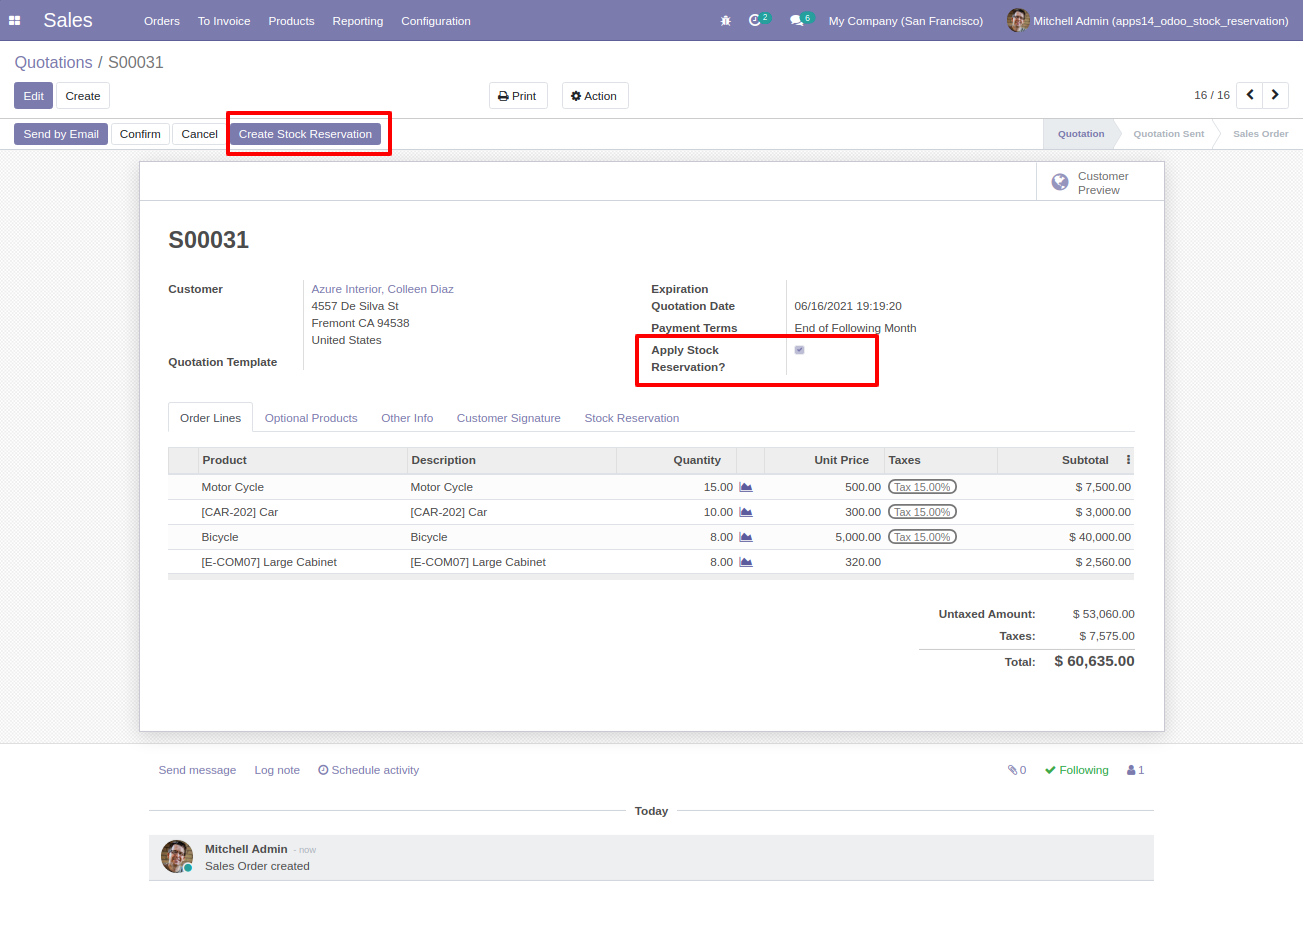 Sales Orders To Invoice Products Reporting Configuration 2 6 My Company (San Francisco) Mitchell Admin (apps14_odoo_stock_reservation)
Quotations / S00031
Edit Create Print Action 16 / 16
Send by Email Confirm Cancel Create Stock Reservation Quotation Quotation Sent Sales Order
Customer
Preview
S00031
Customer Azure Interior, Colleen Diaz
4557 De Silva St
Fremont CA 94538
United States
Quotation Template
Expiration
Quotation Date 06/16/2021 19:19:20
Payment Terms End of Following Month
Apply Stock
Reservation?
Order Lines Optional Products Other Info Customer Signature Stock Reservation
Product Description Quantity Unit Price Taxes Subtotal
Motor Cycle Motor Cycle 15.00 500.00 Tax 15.00% $ 7,500.00
[CAR-202] Car [CAR-202] Car 10.00 300.00 Tax 15.00% $ 3,000.00
Bicycle Bicycle 8.00 5,000.00 Tax 15.00% $ 40,000.00
[E-COM07] Large Cabinet [E-COM07] Large Cabinet 8.00 320.00 $ 2,560.00
Untaxed Amount: $ 53,060.00
Taxes: $ 7,575.00
Total: $ 60,635.00
Send message Log note Schedule activity 0 Following 1
Today
Mitchell Admin - now
Sales Order created